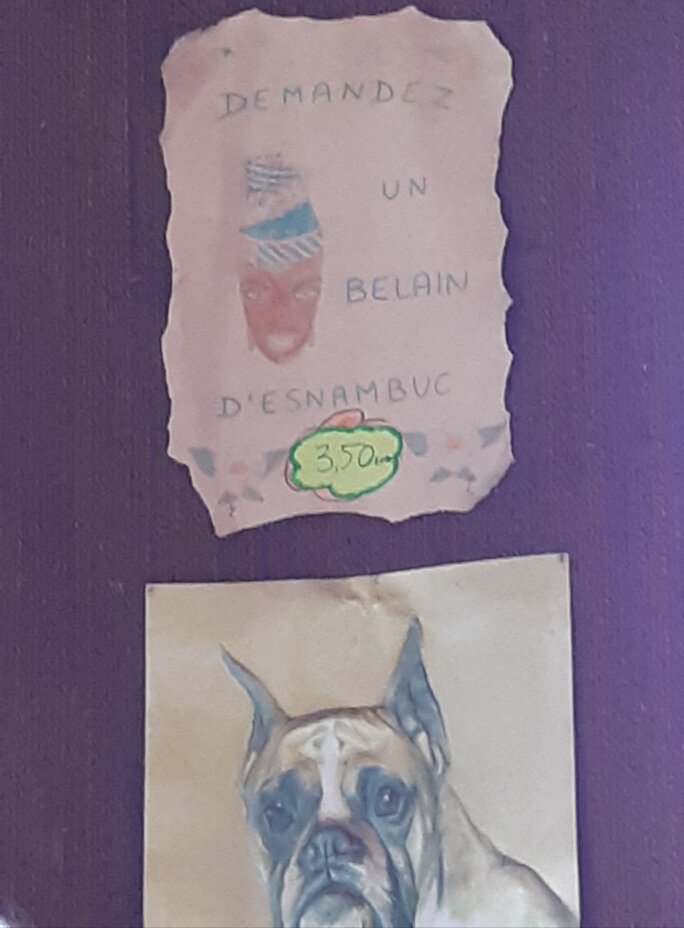 DEMANDEZ
UN
BELAIN
D'ESNAMBUC
3,50